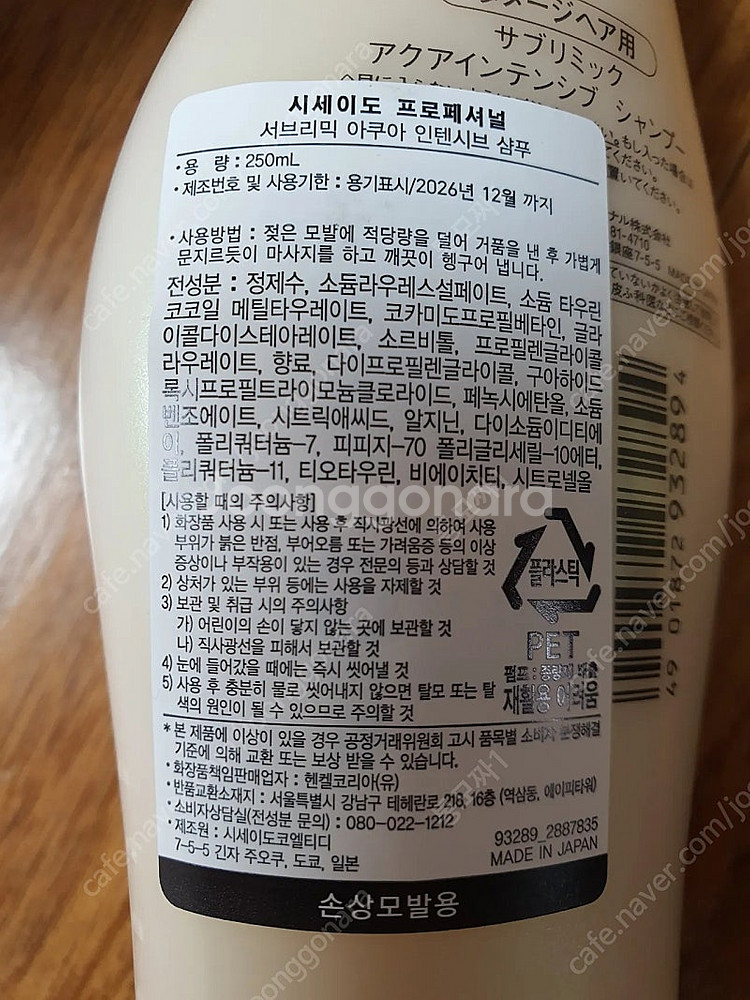 サブリミック
アクアインテンシブ シャンプー
시세이도 프로페셔널
서브리믹 아쿠아 인텐시브 샴푸
・용 량 : 250mL
・제조번호 및 사용기한 : 용기표시/2026년 12월 까지
・사용방법 : 젖은 모발에 적당량을 덜어 거품을 낸 후 가볍게
문지르듯이 마사지를 하고 깨끗이 헹구어 냅니다.
전성분 : 정제수, 소듐라우레스설페이트, 소듐 타우린
코코일 메틸타우레이트, 코카미도프로필베타인, 글라
이콜다이스테아레이트, 소르비톨, 프로필렌글라이콜
라우레이트, 향료, 다이프로필렌글라이콜, 구아하이드
록시프로필트라이모늄클로라이드, 페녹시에탄올, 소듐
벤조에이트, 시트릭애씨드, 알지닌, 다이소듐이디티에
이, 폴리쿼터늄-7, 피피지-70 폴리글리세릴-10에터,
폴리쿼터늄-11, 티오타우린, 비에이치티, 시트로넬올
[사용할 때의 주의사항]
1) 화장품 사용 시 또는 사용 후 직사광선에 의하여 사용
부위가 붉은 반점, 부어오름 또는 가려움증 등의 이상
증상이나 부작용이 있는 경우 전문의 등과 상담할 것
2) 상처가 있는 부위 등에는 사용을 자제할 것
3) 보관 및 취급 시의 주의사항
가) 어린이의 손이 닿지 않는 곳에 보관할 것
나) 직사광선을 피해서 보관할 것
4) 눈에 들어갔을 때에는 즉시 씻어낼 것
5) 사용 후 충분히 물로 씻어내지 않으면 탈모 또는 탈
색의 원인이 될 수 있으므로 주의할 것
플라스틱
PET
재활용 어려움
* 본 제품에 이상이 있을 경우 공정거래위원회 고시 품목별 소비자 분쟁해결
기준에 의해 교환 또는 보상 받을 수 있습니다.
・화장품책임판매업자 : 헨켈코리아(유)
・반품교환소재지 : 서울특별시 강남구 테헤란로 218, 16층 (역삼동, 에이피타워)
・소비자상담실(전성분 문의) : 080-022-1212
・제조원 : 시세이도코엘티디
7-5-5 긴자 주오쿠, 도쿄, 일본
93289_2887835
MADE IN JAPAN
손상모발용
49 01872 932894
joonggonara